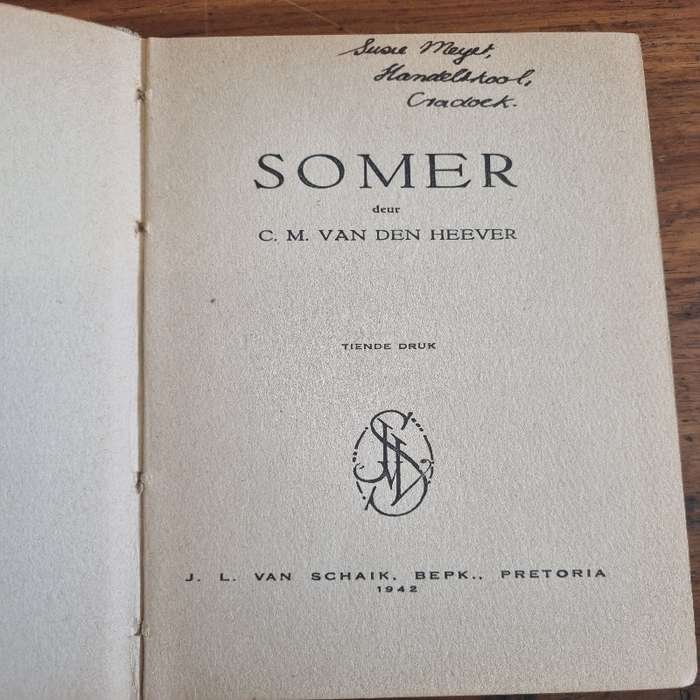 Susie Meyer,
Handelskool,
Cradock.
SOMER
deur
C. M. VAN DEN HEEVER
TIENDE DRUK
J. L. VAN SCHAIK, BEPK., PRETORIA
1942